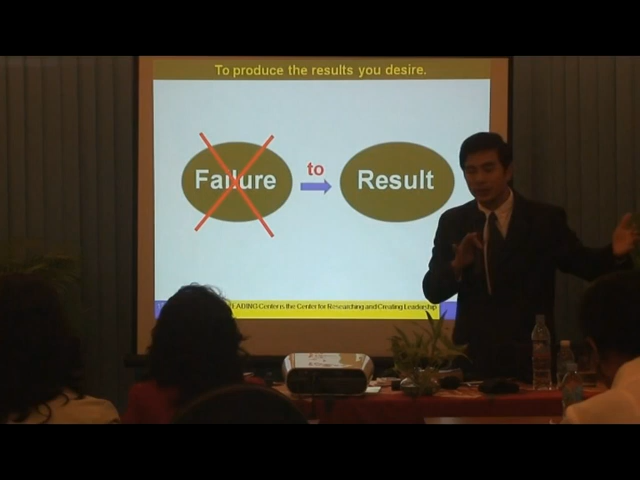 To produce the results you desire.
Failure
to
Result
LEADING Center is the Center for Researching and Creating Leadership